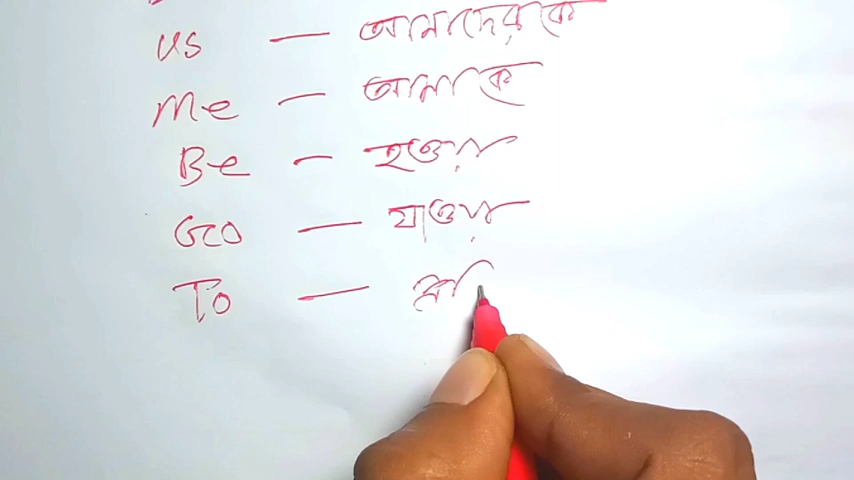 us — আমাদেরকে
Me — আমাকে
Be — হওয়া
Go — যাওয়া
To —